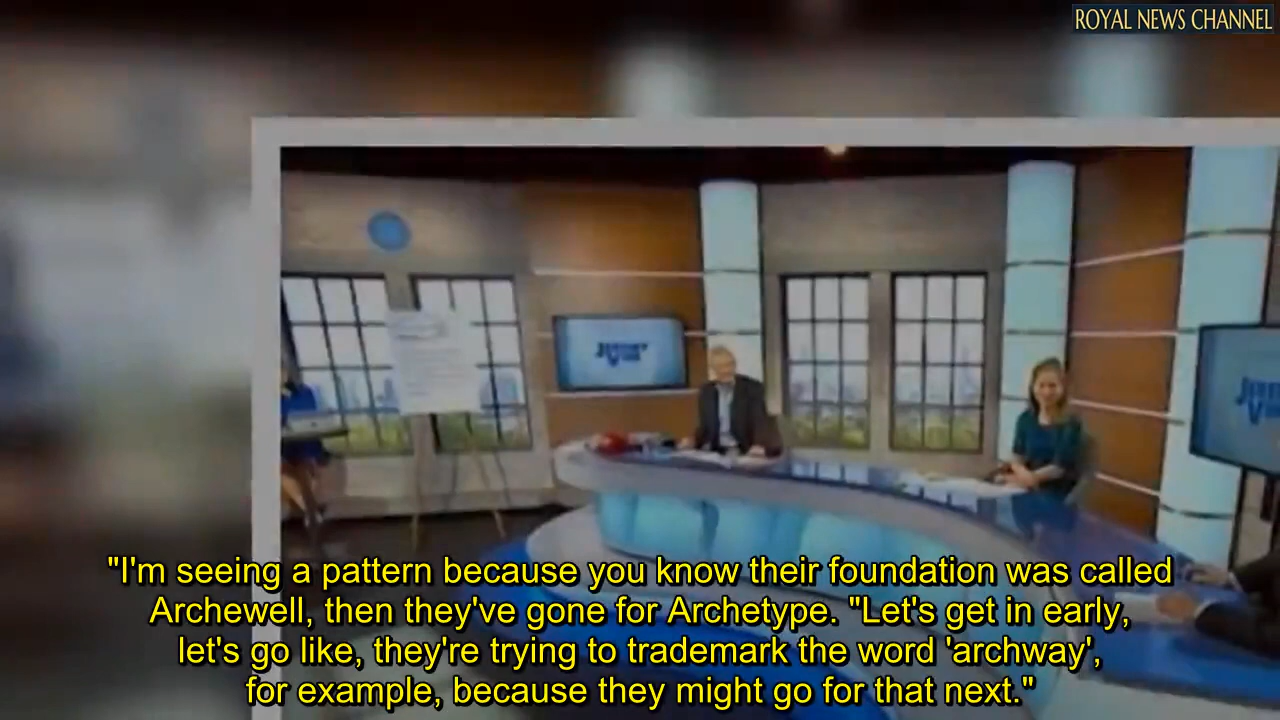 ROYAL NEWS CHANNEL
JEREMY
VINE
"I'm seeing a pattern because you know their foundation was called
Archewell, then they've gone for Archetype. "Let's get in early,
let's go like, they're trying to trademark the word 'archway',
for example, because they might go for that next."